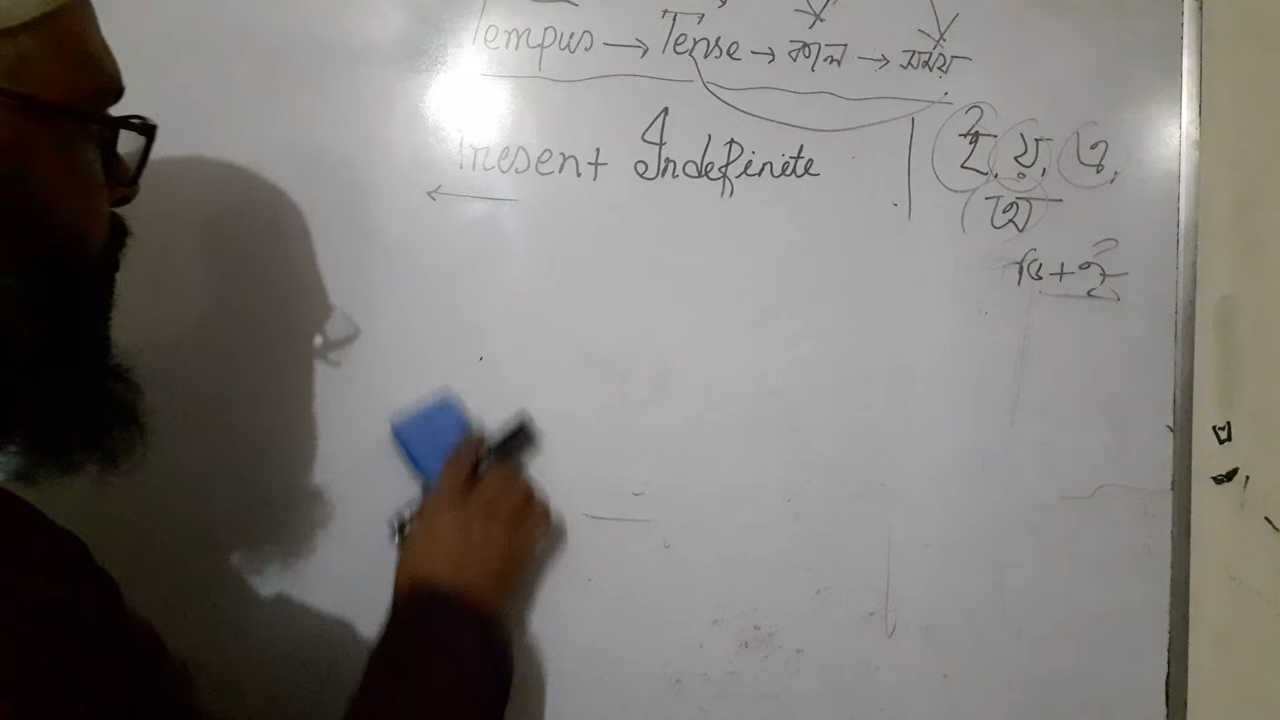 Tempus → Tense → কাল → সময়
Present Indefinite | ই, য়, ও,
অ